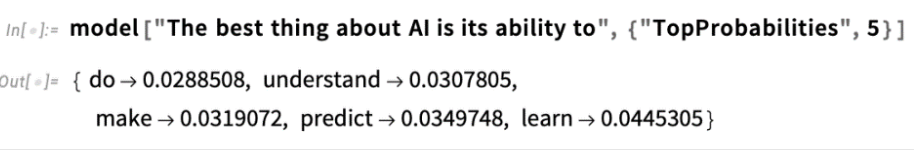 In[◦]:= model["The best thing about AI is its ability to", {"TopProbabilities", 5}]
Out[◦]= { do → 0.0288508, understand → 0.0307805,
make → 0.0319072, predict → 0.0349748, learn → 0.0445305}